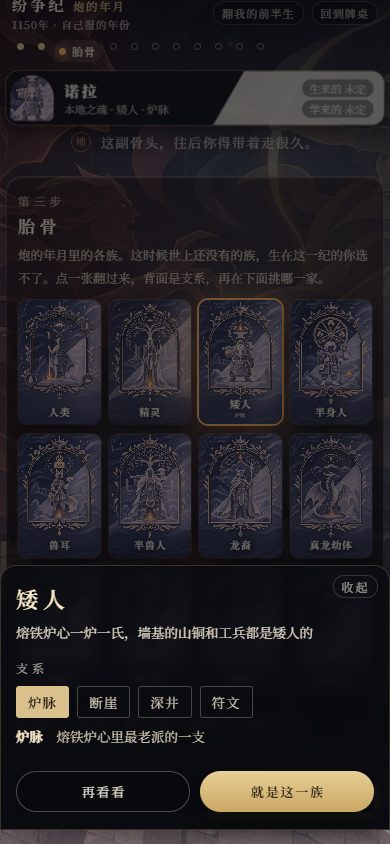 纷争纪 炮的年月
1150年 · 自己报的年份
翻我的前半生
回到牌桌
胎骨
诺拉
本地之魂 · 矮人 · 炉脉
生来的 未定
学来的 未定
她 这副骨头，往后你得带着走很久。
第三步
胎骨
炮的年月里的各族。这时候世上还没有的族，生在这一纪的你选
不了。点一张翻过来，背面是支系，再在下面挑哪一家。
人类
精灵
矮人
炉脉
半身人
兽耳
半兽人
龙裔
真龙幼体
收起
矮人
熔铁炉心一炉一氏，墙基的山铜和工兵都是矮人的
支系
炉脉 断崖 深井 符文
炉脉 熔铁炉心里最老派的一支
再看看
就是这一族